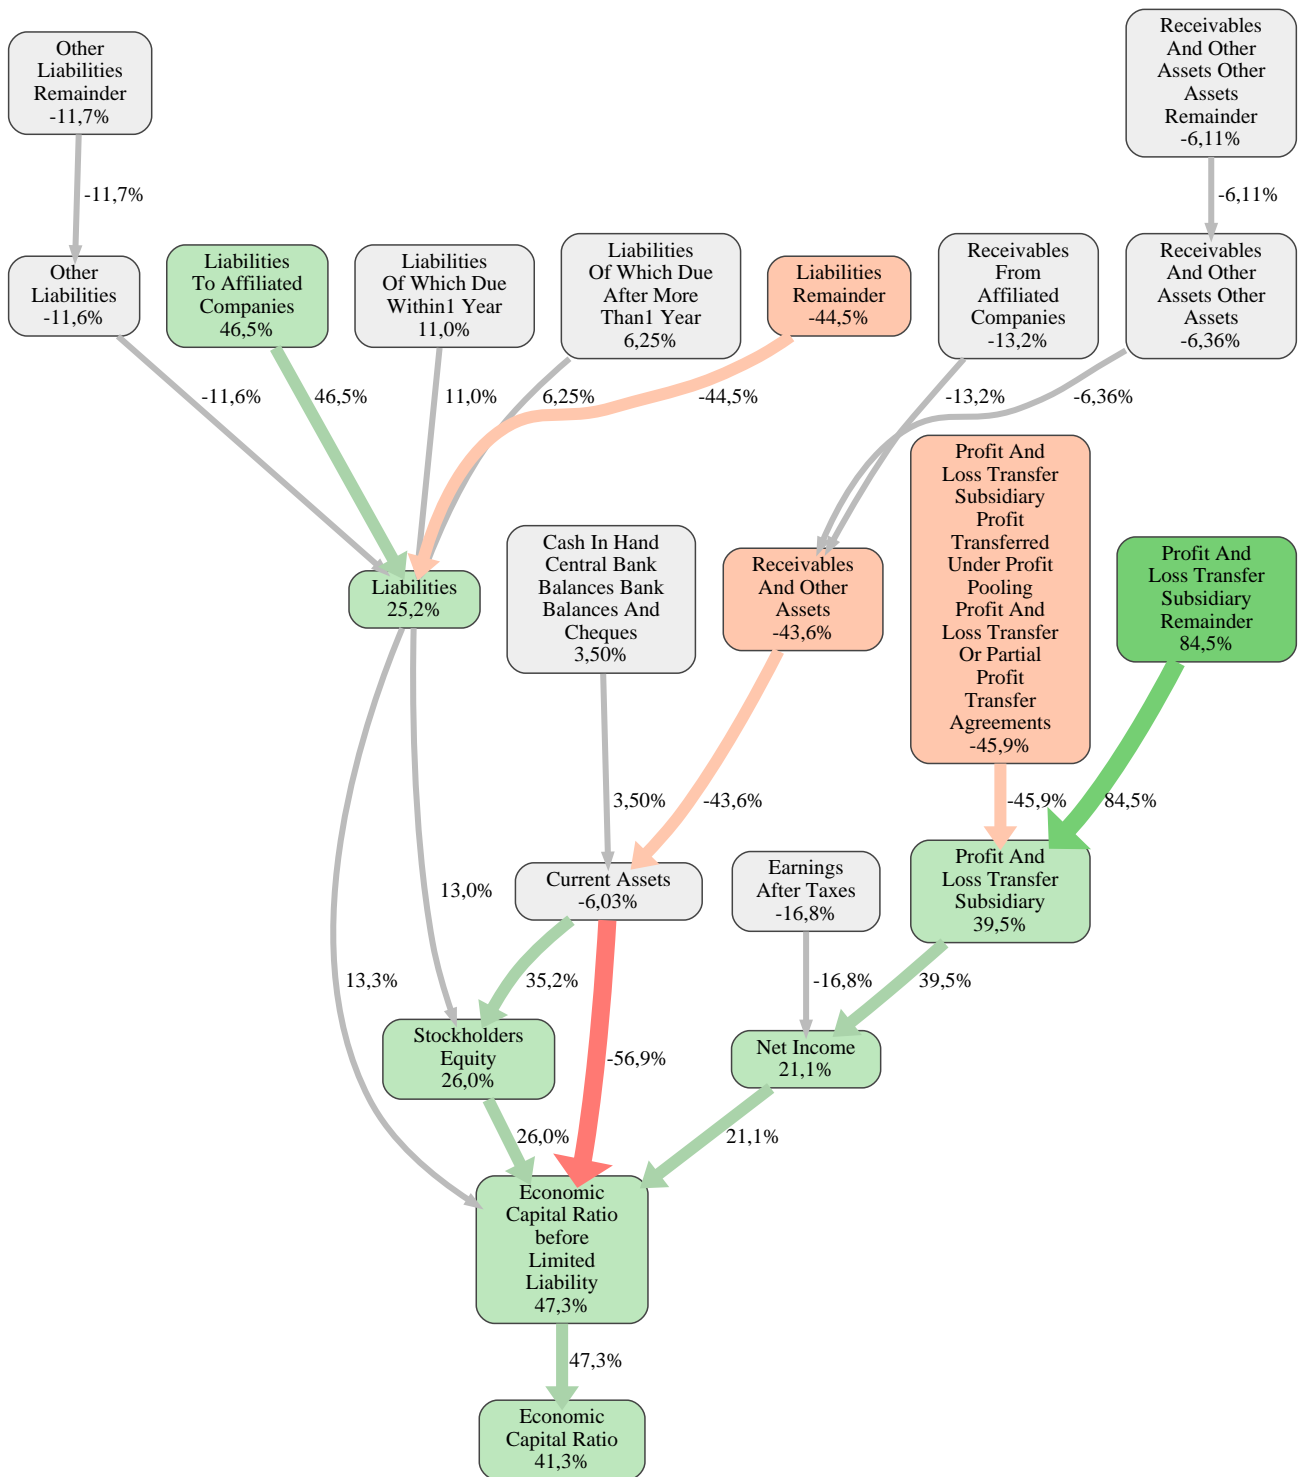 Other
Liabilities
Remainder
-11,7%
Receivables
And Other
Assets Other
Assets
Remainder
-6,11%
-11,7%
-6,11%
Other
Liabilities
-11,6%
Liabilities
To Affiliated
Companies
46,5%
Liabilities
Of Which Due
Within1 Year
11,0%
Liabilities
Of Which Due
After More
Than1 Year
6,25%
Liabilities
Remainder
-44,5%
Receivables
From
Affiliated
Companies
-13,2%
Receivables
And Other
Assets Other
Assets
-6,36%
-11,6%
46,5%
11,0%
6,25%
-44,5%
-13,2%
-6,36%
Liabilities
25,2%
Cash In Hand
Central Bank
Balances Bank
Balances And
Cheques
3,50%
Receivables
And Other
Assets
-43,6%
Profit And
Loss Transfer
Subsidiary
Profit
Transferred
Under Profit
Pooling
Profit And
Loss Transfer
Or Partial
Profit
Transfer
Agreements
-45,9%
Profit And
Loss Transfer
Subsidiary
Remainder
84,5%
3,50%
-43,6%
-45,9%
84,5%
13,0%
Current Assets
-6,03%
Earnings
After Taxes
-16,8%
Profit And
Loss Transfer
Subsidiary
39,5%
13,3%
35,2%
-16,8%
39,5%
Stockholders
Equity
26,0%
-56,9%
Net Income
21,1%
26,0%
21,1%
Economic
Capital Ratio
before
Limited
Liability
47,3%
47,3%
Economic
Capital Ratio
41,3%